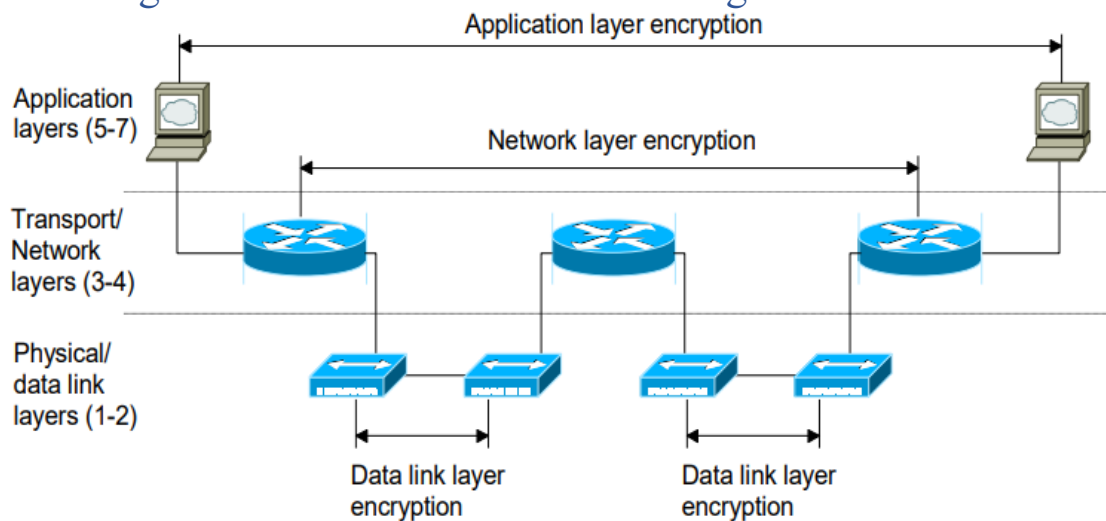 Application layer encryption
Application
layers (5-7)
Network layer encryption
Transport/
Network
layers (3-4)
Physical/
data link
layers (1-2)
Data link layer
encryption
Data link layer
encryption